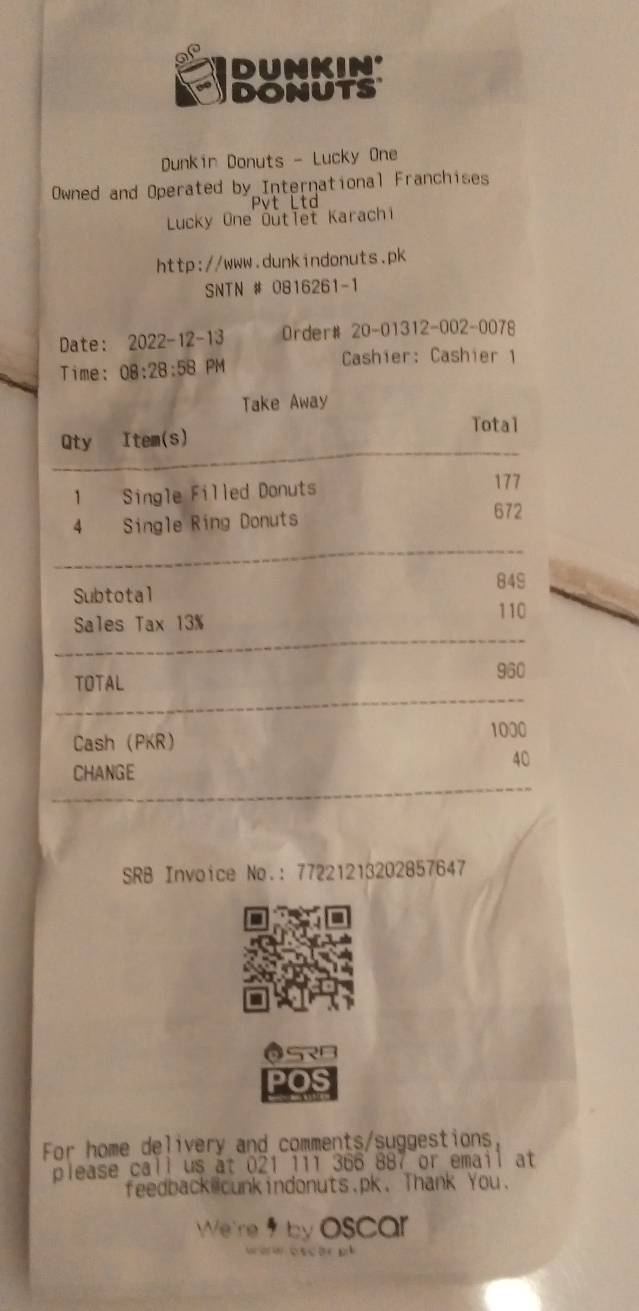 DUNKIN'
DONUTS
Dunkin Donuts - Lucky One
Owned and Operated by International Franchises
Pvt Ltd
Lucky One Outlet Karachi
http://www.dunkindonuts.pk
SNTN # 0816261-1
Date: 2022-12-13 Order# 20-01312-002-0078
Time: 08:28:58 PM Cashier: Cashier 1
Take Away
Qty Item(s) Total
1 Single Filled Donuts 177
4 Single Ring Donuts 672
Subtotal 849
Sales Tax 13% 110
TOTAL 960
Cash (PKR) 1000
CHANGE 40
SRB Invoice No.: 77221213202857647
SRB
POS
For home delivery and comments/suggestions,
please call us at 021 111 366 887 or email at
feedback@dunkindonuts.pk. Thank You.
We're by OSCAR
www.oscar.pk